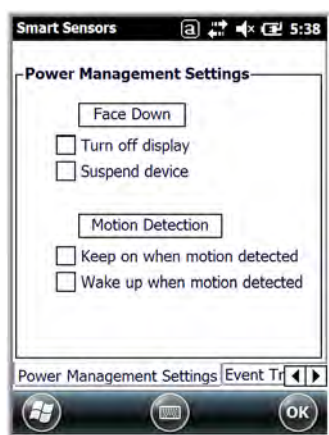 Smart Sensors a 5:38
Power Management Settings
Face Down
Turn off display
Suspend device
Motion Detection
Keep on when motion detected
Wake up when motion detected
Power Management Settings Event Tr
OK